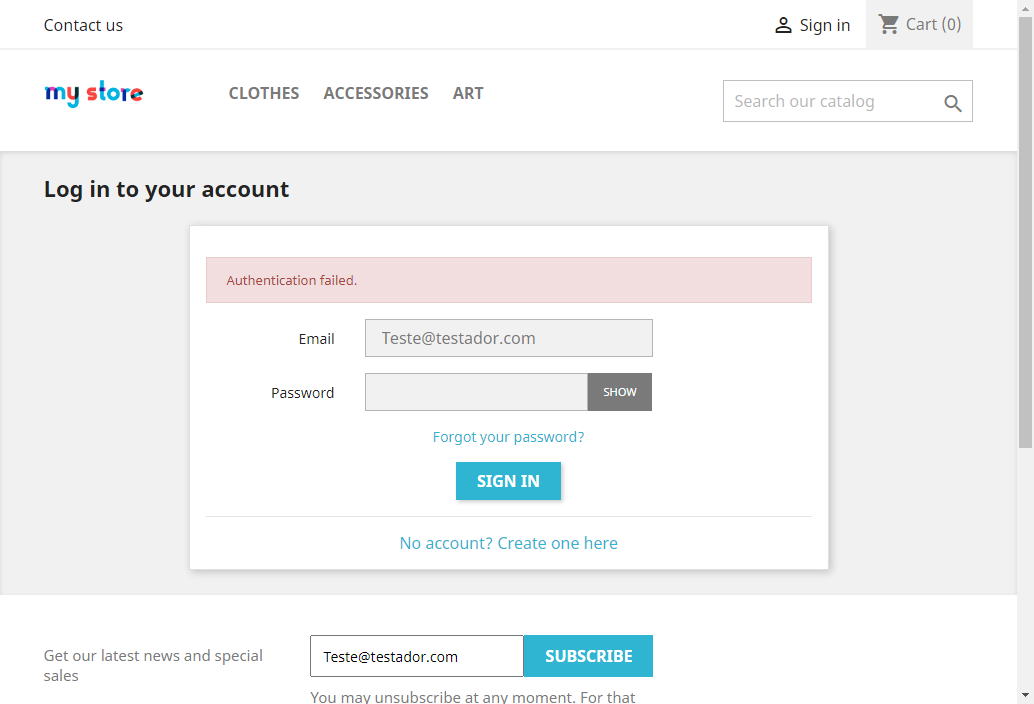 Contact us
Sign in
Cart (0)
my store
CLOTHES
ACCESSORIES
ART
Search our catalog
Log in to your account
Authentication failed.
Email
Teste@testador.com
Password
SHOW
Forgot your password?
SIGN IN
No account? Create one here
Get our latest news and special
sales
Teste@testador.com
SUBSCRIBE
You may unsubscribe at any moment. For that